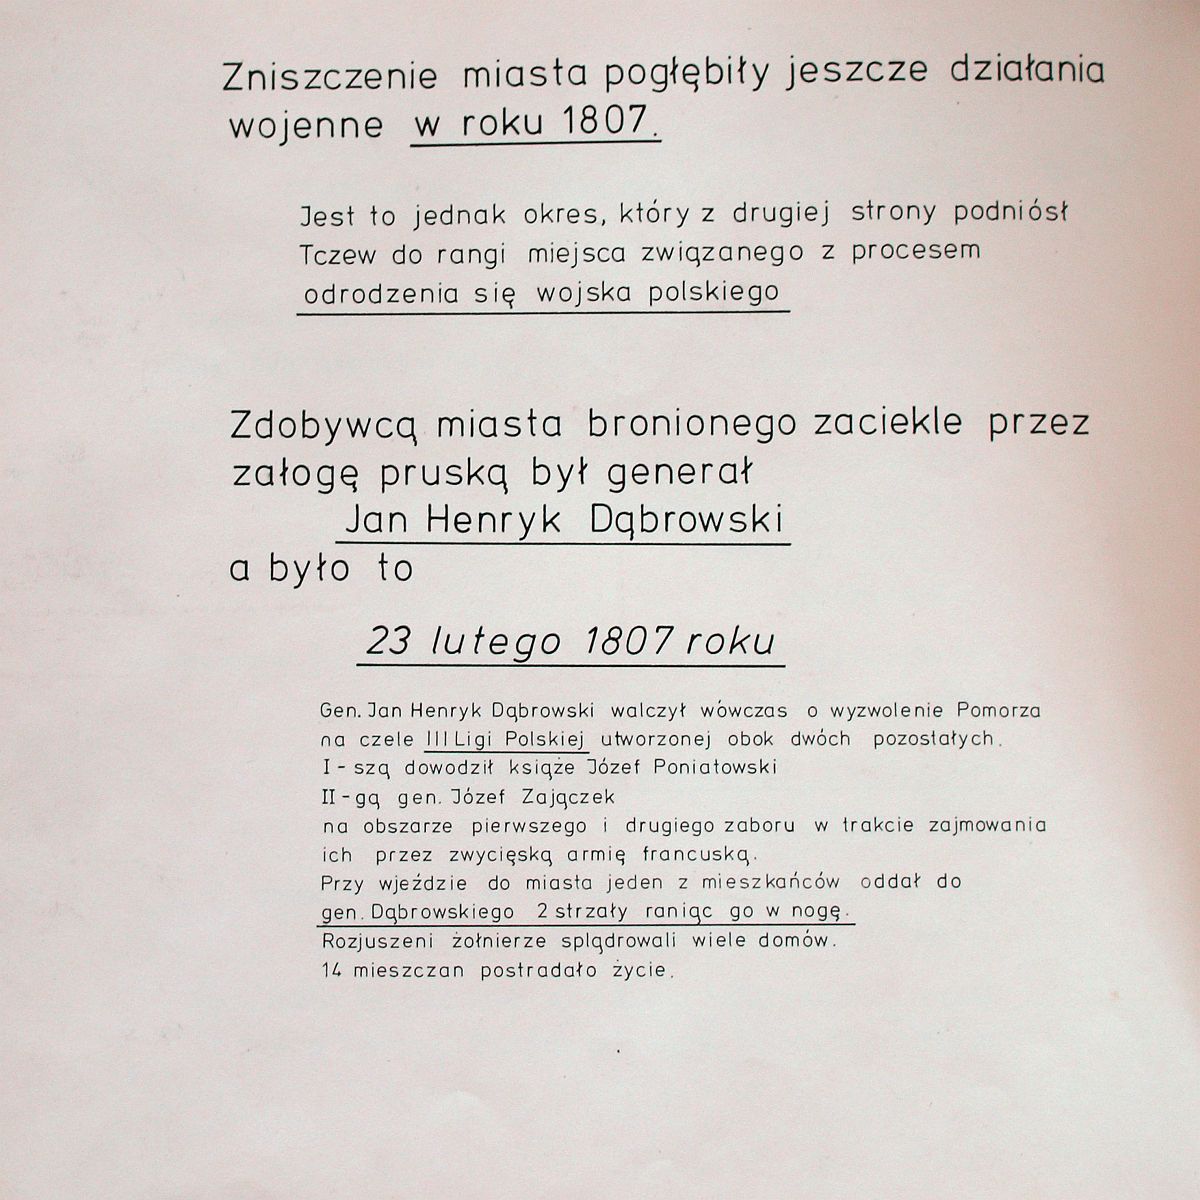 Zniszczenie miasta pogłębiły jeszcze działania
wojenne w roku 1807.
Jest to jednak okres, który z drugiej strony podniósł
Tczew do rangi miejsca związanego z procesem
odrodzenia się wojska polskiego
Zdobywcą miasta bronionego zaciekle przez
załogę pruską był generał
Jan Henryk Dąbrowski
a było to
23 lutego 1807 roku
Gen. Jan Henryk Dąbrowski walczył wówczas o wyzwolenie Pomorza
na czele III Ligi Polskiej utworzonej obok dwóch pozostałych.
I - szą dowodził książe Józef Poniatowski
II - gą gen. Józef Zajączek
na obszarze pierwszego i drugiego zaboru w trakcie zajmowania
ich przez zwycięską armię francuską.
Przy wjeździe do miasta jeden z mieszkańców oddał do
gen. Dąbrowskiego 2 strzały raniąc go w nogę.
Rozjuszeni żołnierze splądrowali wiele domów.
14 mieszczan postradało życie.